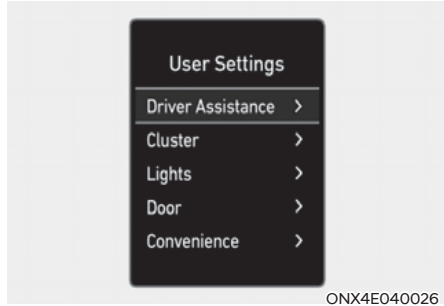 User Settings
Driver Assistance >
Cluster >
Lights >
Door >
Convenience >
ONX4E040026